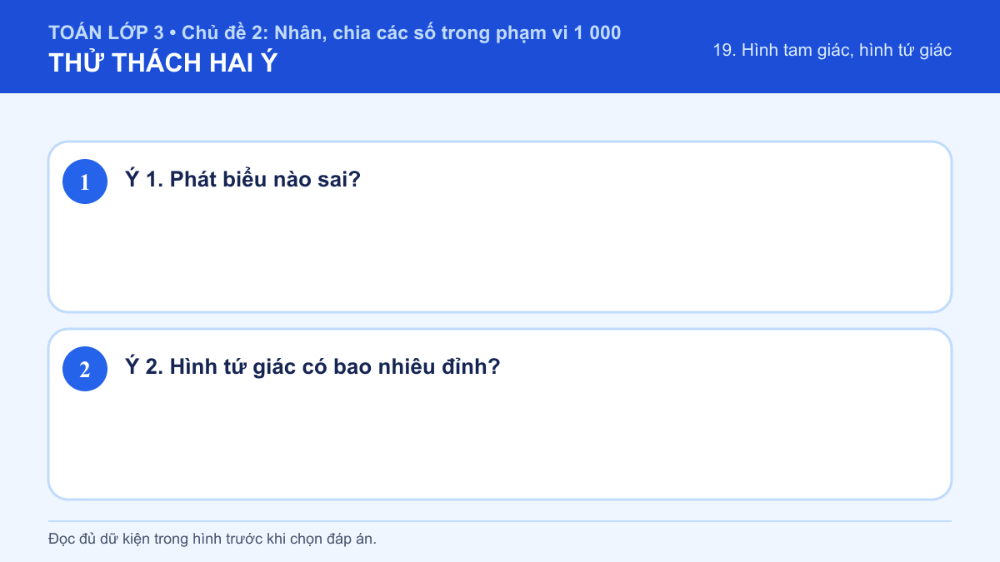 TOÁN LỚP 3 • Chủ đề 2: Nhân, chia các số trong phạm vi 1 000
THỬ THÁCH HAI Ý
19. Hình tam giác, hình tứ giác
1
Ý 1. Phát biểu nào sai?
2
Ý 2. Hình tứ giác có bao nhiêu đỉnh?
Đọc đủ dữ kiện trong hình trước khi chọn đáp án.